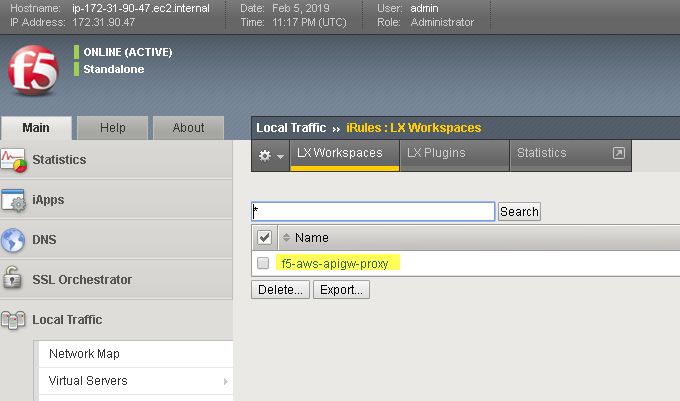 Hostname: ip-172-31-90-47.ec2.internal Date: Feb 5, 2019 User: admin
IP Address: 172.31.90.47 Time: 11:17 PM (UTC) Role: Administrator
f5
ONLINE (ACTIVE)
Standalone
Main Help About
Local Traffic ›› iRules : LX Workspaces
LX Workspaces LX Plugins Statistics
Statistics
iApps
DNS
SSL Orchestrator
Local Traffic
Network Map
Virtual Servers
* Search
Name
f5-aws-apigw-proxy
Delete... Export...